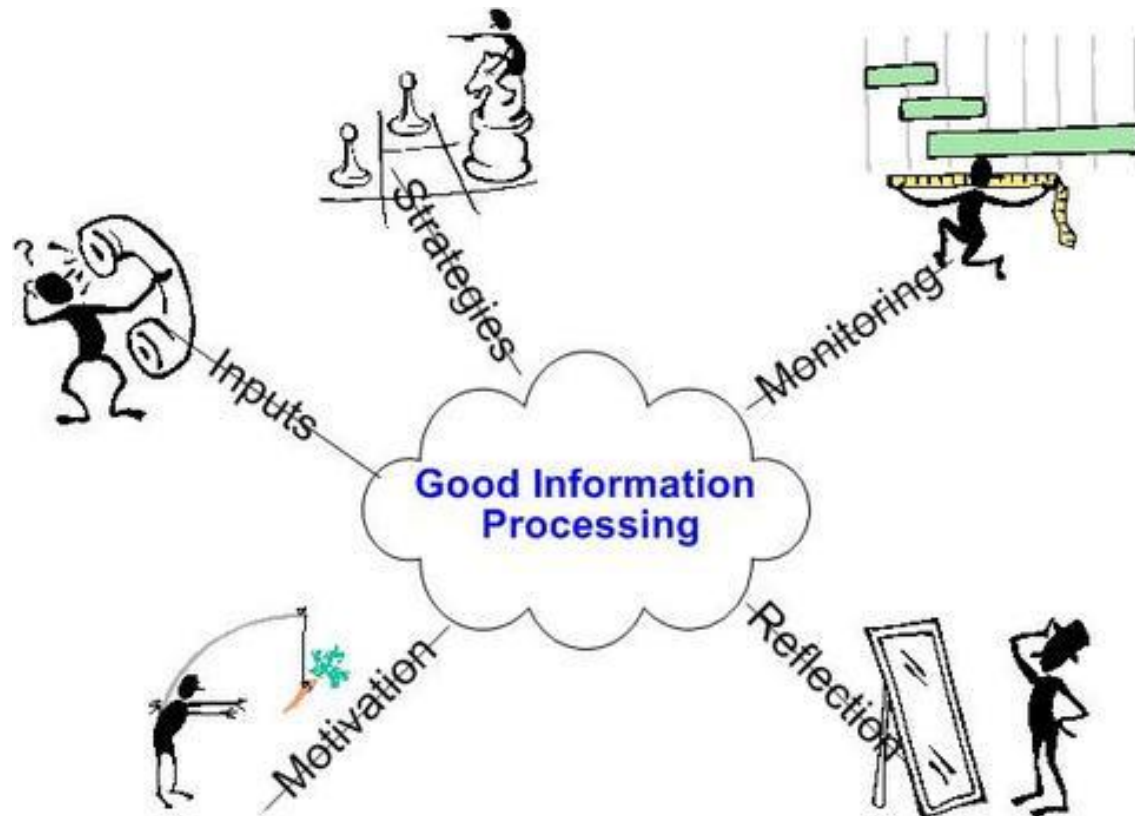 Strategies
Monitoring
?
Inputs
Good Information
Processing
Motivation
Reflection